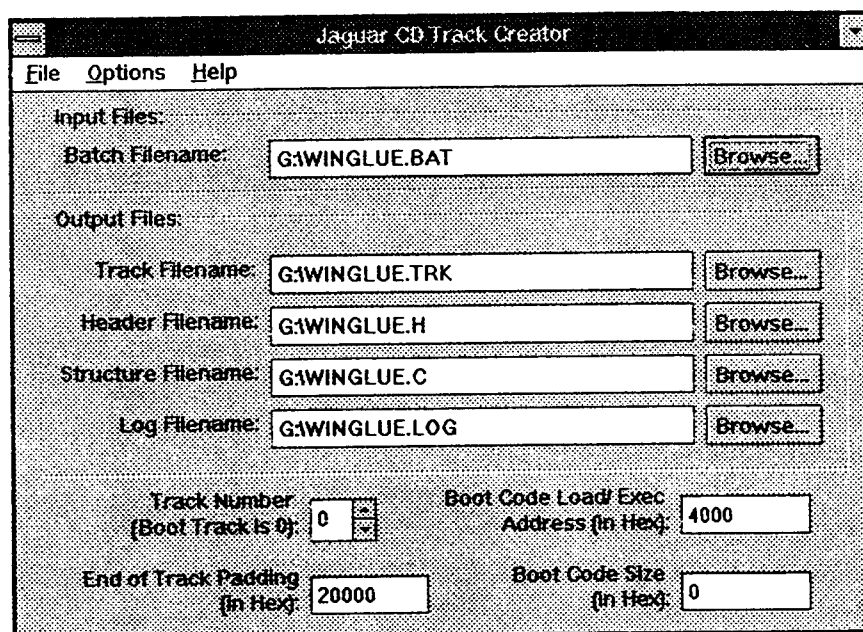 Jaguar CD Track Creator
File Options Help
Input Files:
Batch Filename: G:\WINGLUE.BAT Browse...
Output Files:
Track Filename: G:\WINGLUE.TRK Browse...
Header Filename: G:\WINGLUE.H Browse...
Structure Filename: G:\WINGLUE.C Browse...
Log Filename: G:\WINGLUE.LOG Browse...
Track Number
(Boot Track is 0): 0
Boot Code Load/ Exec
Address (in Hex): 4000
End of Track Padding
(in Hex): 20000
Boot Code Size
(in Hex): 0